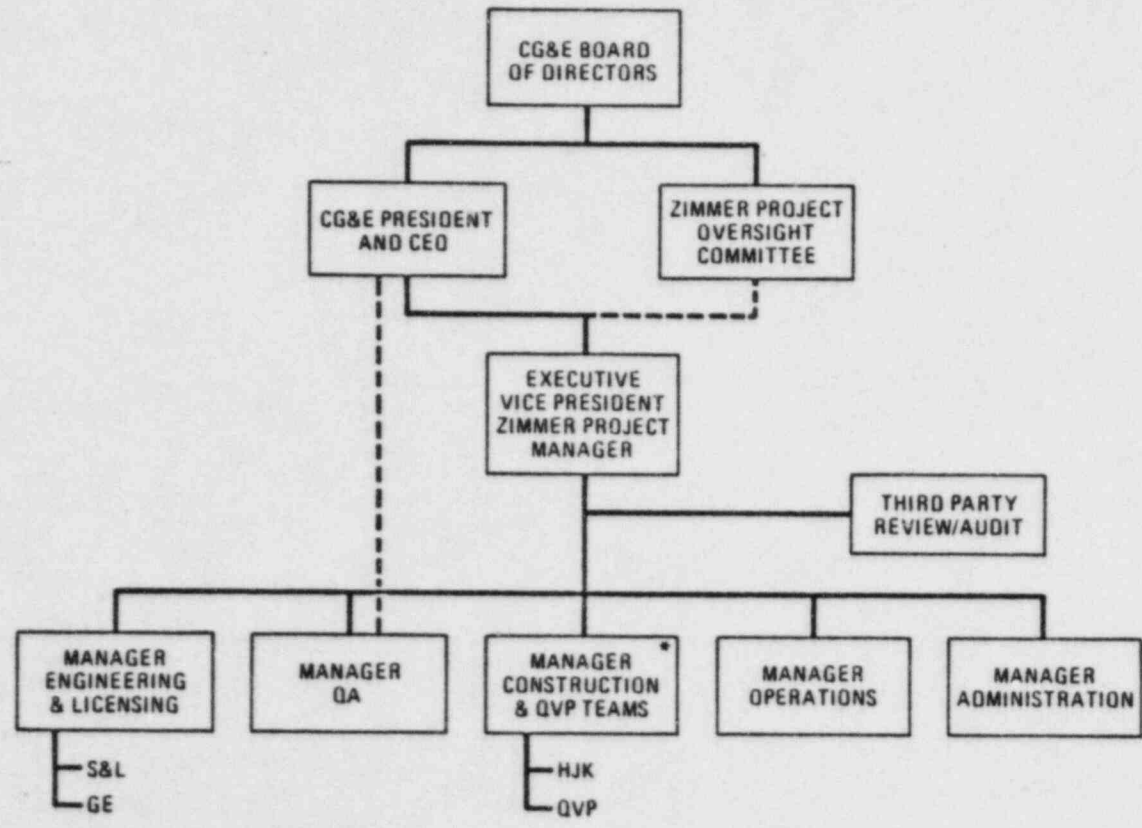 CG&E BOARD
OF DIRECTORS
CG&E PRESIDENT
AND CEO
ZIMMER PROJECT
OVERSIGHT
COMMITTEE
EXECUTIVE
VICE PRESIDENT
ZIMMER PROJECT
MANAGER
THIRD PARTY
REVIEW/AUDIT
MANAGER
ENGINEERING
& LICENSING
MANAGER
QA
*
MANAGER
CONSTRUCTION
& QVP TEAMS
MANAGER
OPERATIONS
MANAGER
ADMINISTRATION
S&L
GE
HJK
QVP